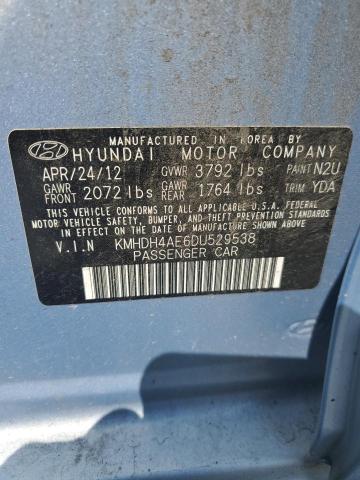 MANUFACTURED IN KOREA BY
HYUNDAI MOTOR COMPANY
APR/24/12 GVWR 3792 lbs PAINT N2U
GAWR FRONT 2072 lbs GAWR REAR 1764 lbs TRIM YDA
THIS VEHICLE CONFORMS TO ALL APPLICABLE U.S.A. FEDERAL
MOTOR VEHICLE SAFETY, BUMPER, AND THEFT PREVENTION
STANDARDS IN EFFECT ON THE DATE OF MANUFACTURE SHOWN ABOVE.
V.I.N KMHDH4AE6DU529538
PASSENGER CAR